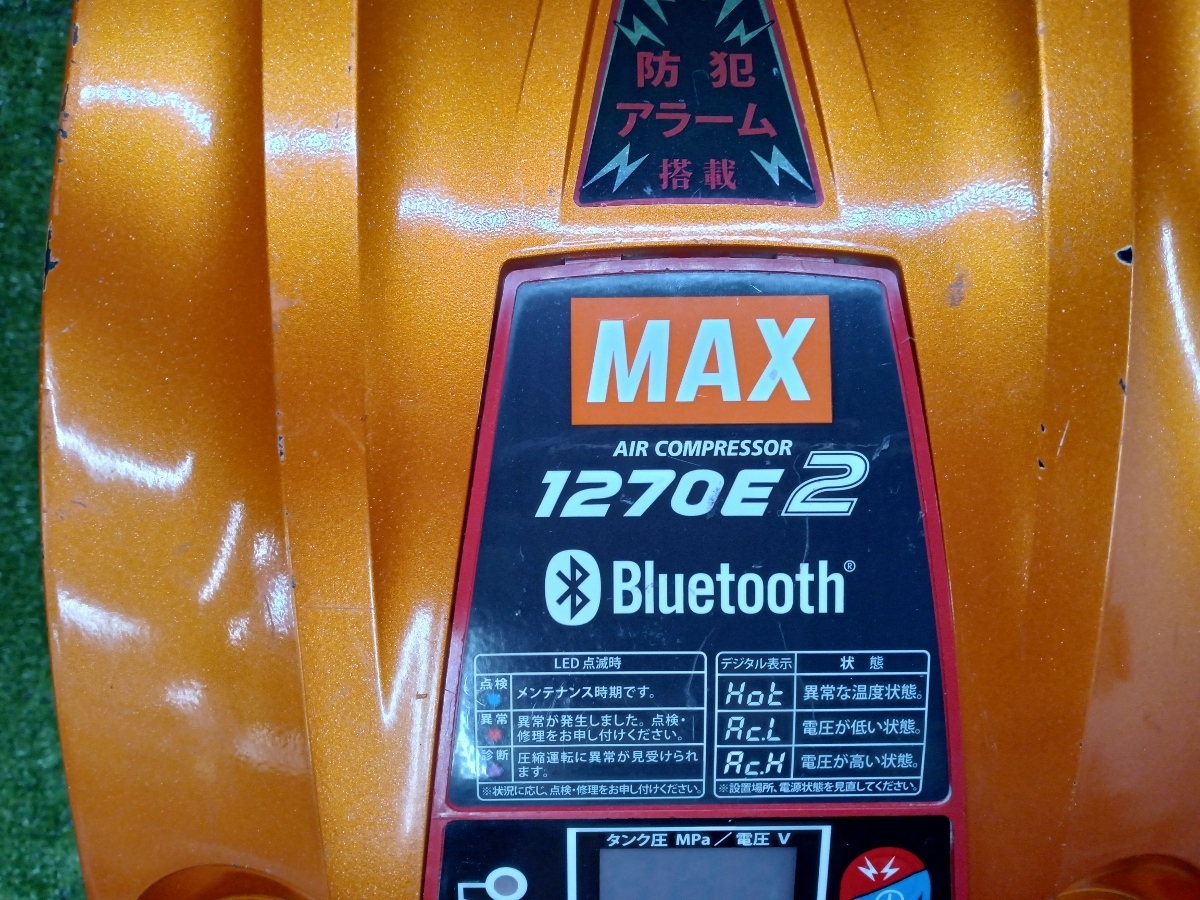 防犯
アラーム
搭載
MAX
AIR COMPRESSOR
1270E2
Bluetooth®
LED 点滅時
点検 メンテナンス時期です。
異常 異常が発生しました。点検・
修理をお申し付けください。
診断 圧縮運転に異常が見受けられ
ます。
※状況に応じ、点検・修理をお申し付けください。
デジタル表示 状態
Hot 異常な温度状態。
Ac.L 電圧が低い状態。
Ac.H 電圧が高い状態。
※設置場所、電源状態を見直してください。
タンク圧 MPa／電圧 V